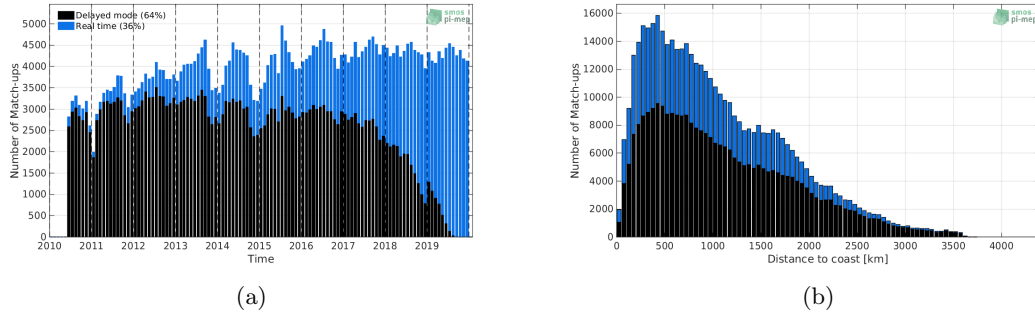 Delayed mode (64%)
Real time (36%)
smos
pi-mep
Number of Match-ups
5000
4500
4000
3500
3000
2500
2000
1500
1000
500
0
2010 2011 2012 2013 2014 2015 2016 2017 2018 2019
Time
(a)
smos
pi-mep
Number of Match-ups
16000
14000
12000
10000
8000
6000
4000
2000
0
0 500 1000 1500 2000 2500 3000 3500 4000
Distance to coast [km]
(b)